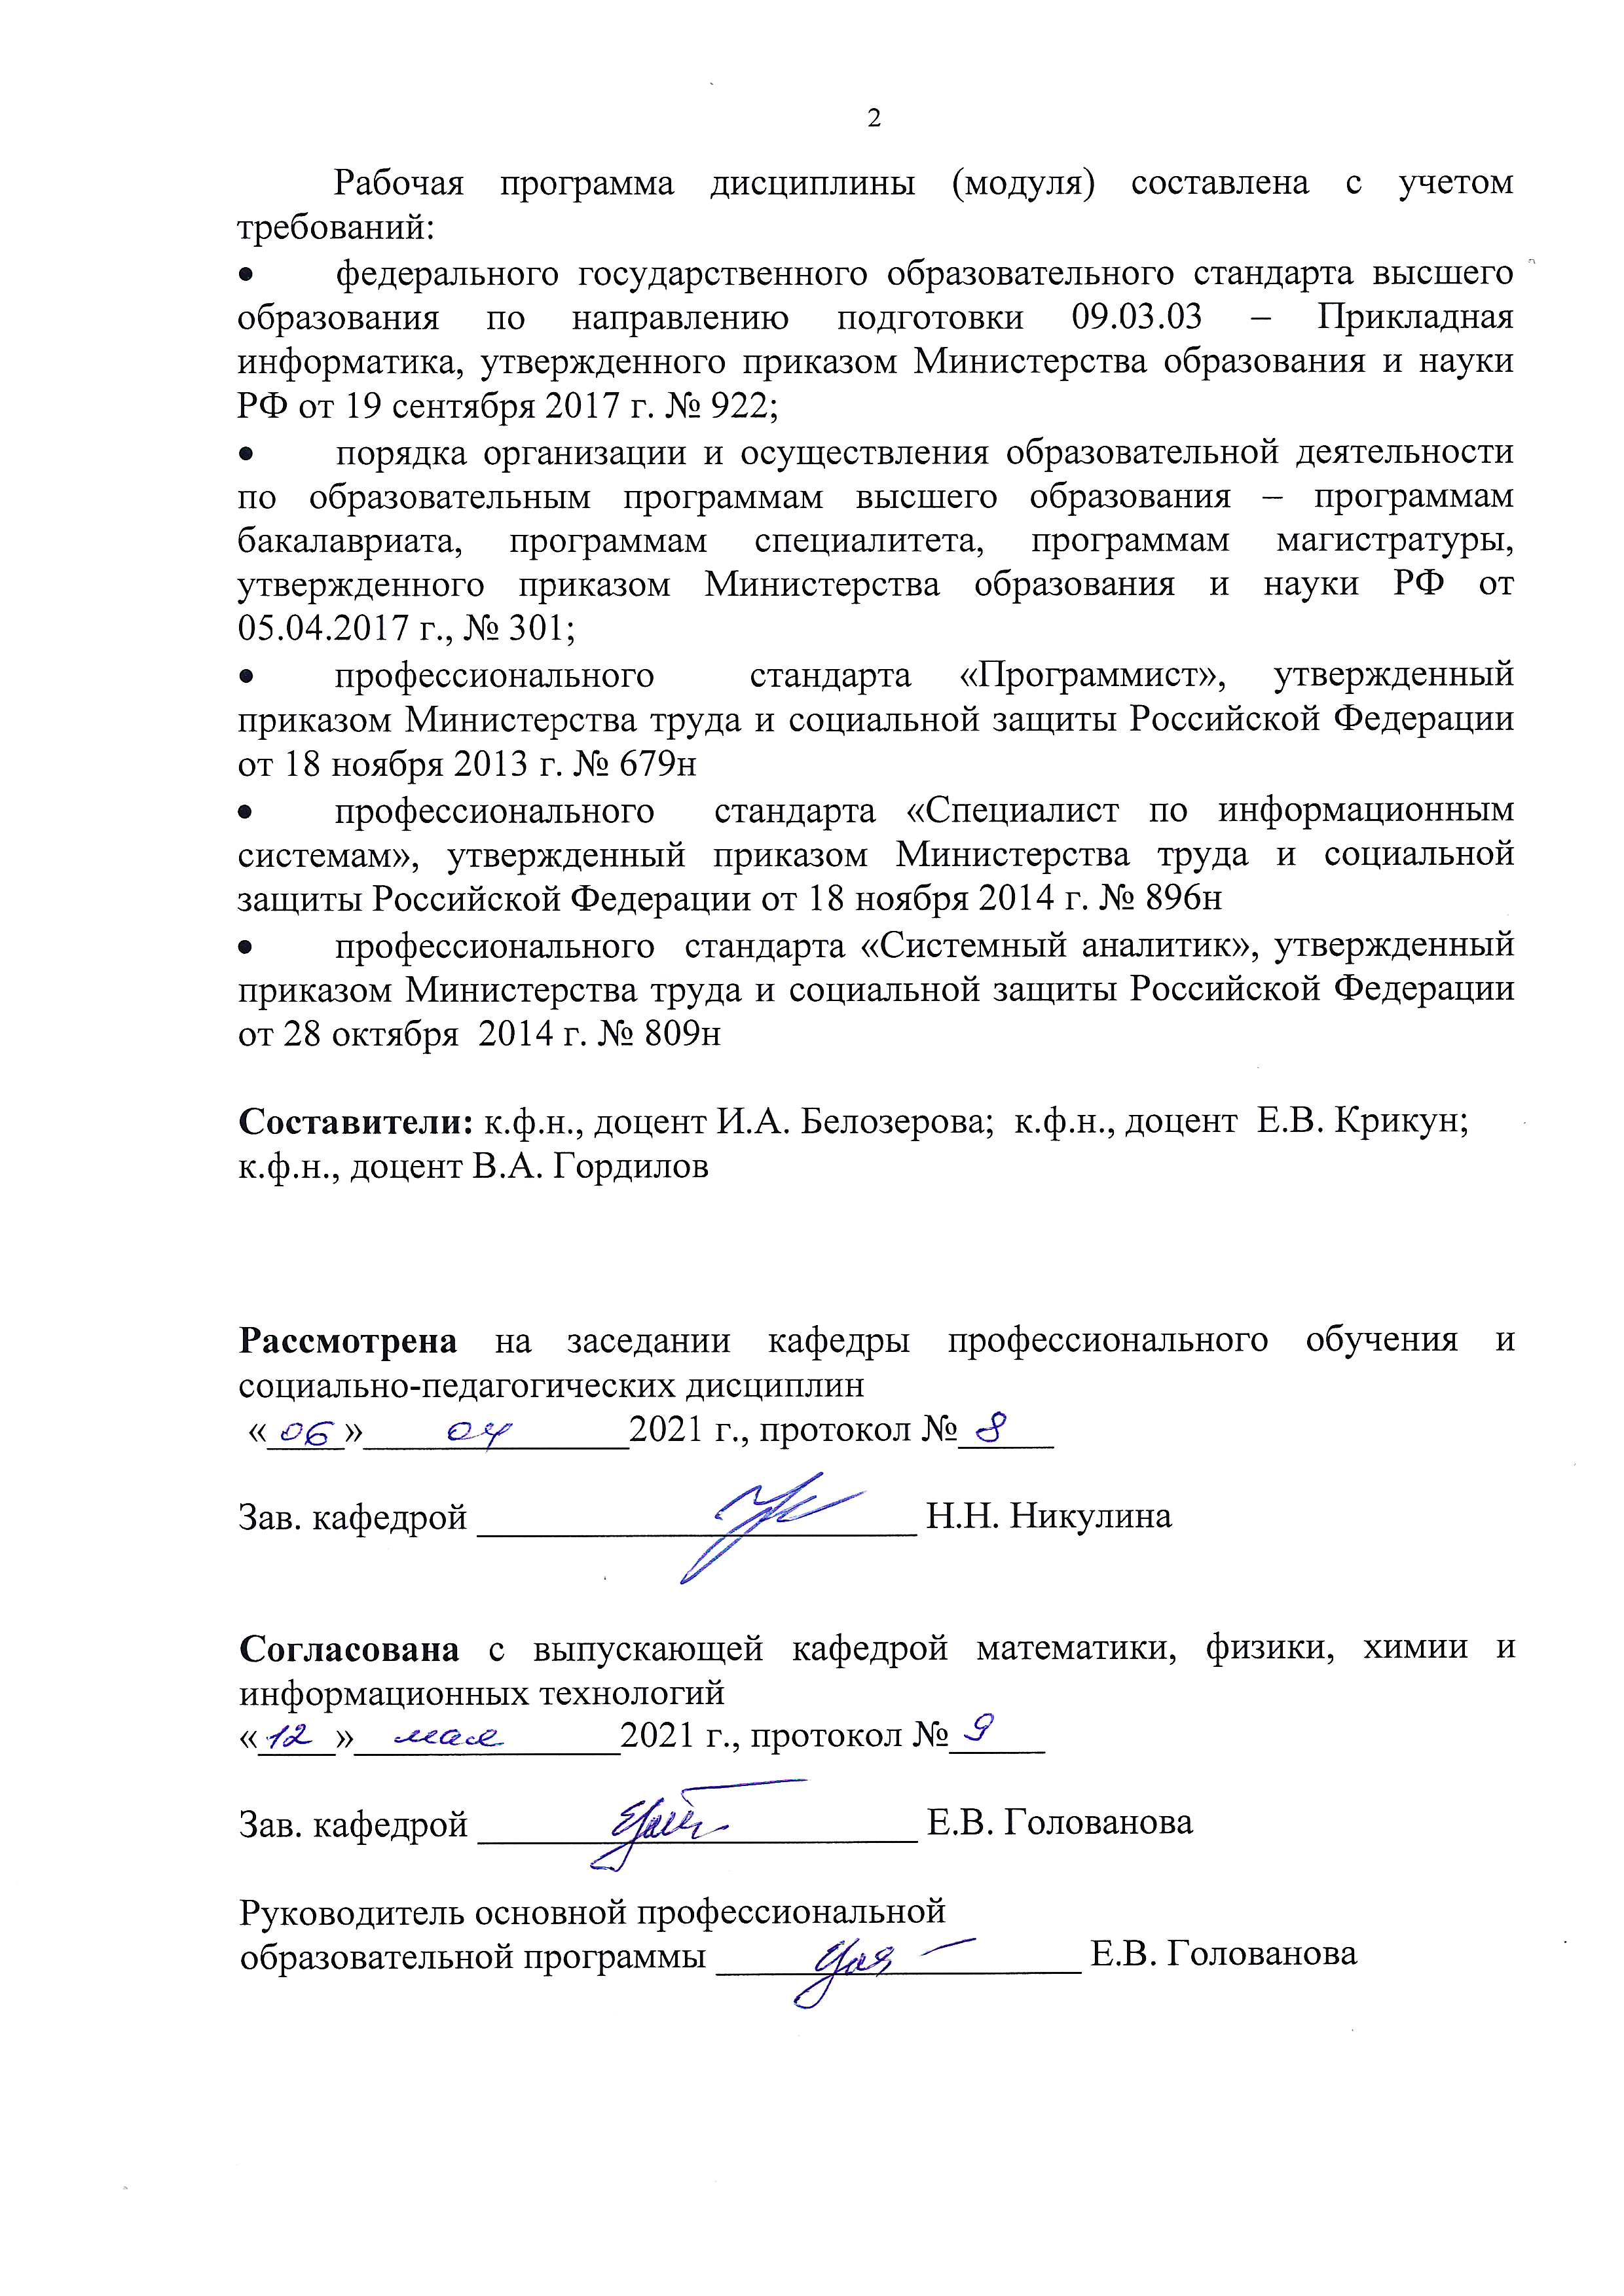 2
Рабочая программа дисциплины (модуля) составлена с учетом
требований:
• федерального государственного образовательного стандарта высшего
образования по направлению подготовки 09.03.03 – Прикладная
информатика, утвержденного приказом Министерства образования и науки
РФ от 19 сентября 2017 г. № 922;
• порядка организации и осуществления образовательной деятельности
по образовательным программам высшего образования – программам
бакалавриата, программам специалитета, программам магистратуры,
утвержденного приказом Министерства образования и науки РФ от
05.04.2017 г., № 301;
• профессионального стандарта «Программист», утвержденный
приказом Министерства труда и социальной защиты Российской Федерации
от 18 ноября 2013 г. № 679н
• профессионального стандарта «Специалист по информационным
системам», утвержденный приказом Министерства труда и социальной
защиты Российской Федерации от 18 ноября 2014 г. № 896н
• профессионального стандарта «Системный аналитик», утвержденный
приказом Министерства труда и социальной защиты Российской Федерации
от 28 октября 2014 г. № 809н
Составители: к.ф.н., доцент И.А. Белозерова; к.ф.н., доцент Е.В. Крикун;
к.ф.н., доцент В.А. Гордилов
Рассмотрена на заседании кафедры профессионального обучения и
социально-педагогических дисциплин
«06» 04 2021 г., протокол № 8
Зав. кафедрой Н.Н. Никулина
Согласована с выпускающей кафедрой математики, физики, химии и
информационных технологий
«12» мая 2021 г., протокол № 9
Зав. кафедрой Е.В. Голованова
Руководитель основной профессиональной
образовательной программы Е.В. Голованова